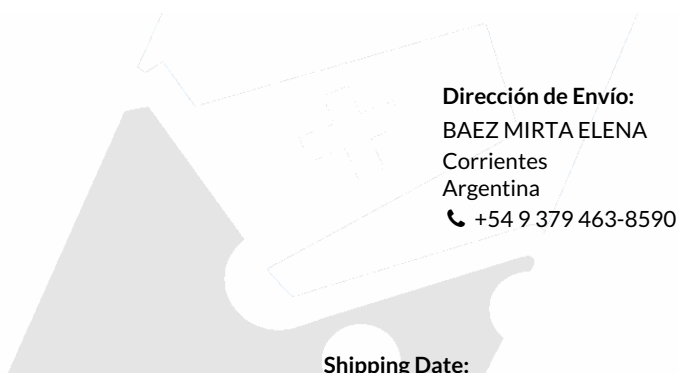 Dirección de Envío:
BAEZ MIRTA ELENA
Corrientes
Argentina
+54 9 379 463-8590
Shipping Date: